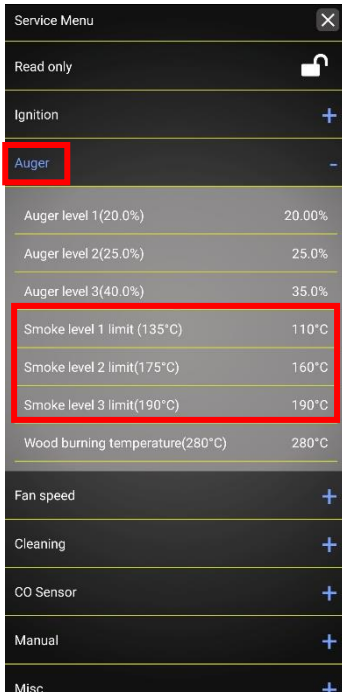 Service Menu
Read only
Ignition
+
Auger
-
Auger level 1(20.0%) 20.00%
Auger level 2(25.0%) 25.0%
Auger level 3(40.0%) 35.0%
Smoke level 1 limit (135°C) 110°C
Smoke level 2 limit(175°C) 160°C
Smoke level 3 limit(190°C) 190°C
Wood burning temperature(280°C) 280°C
Fan speed +
Cleaning +
CO Sensor +
Manual +
Misc +